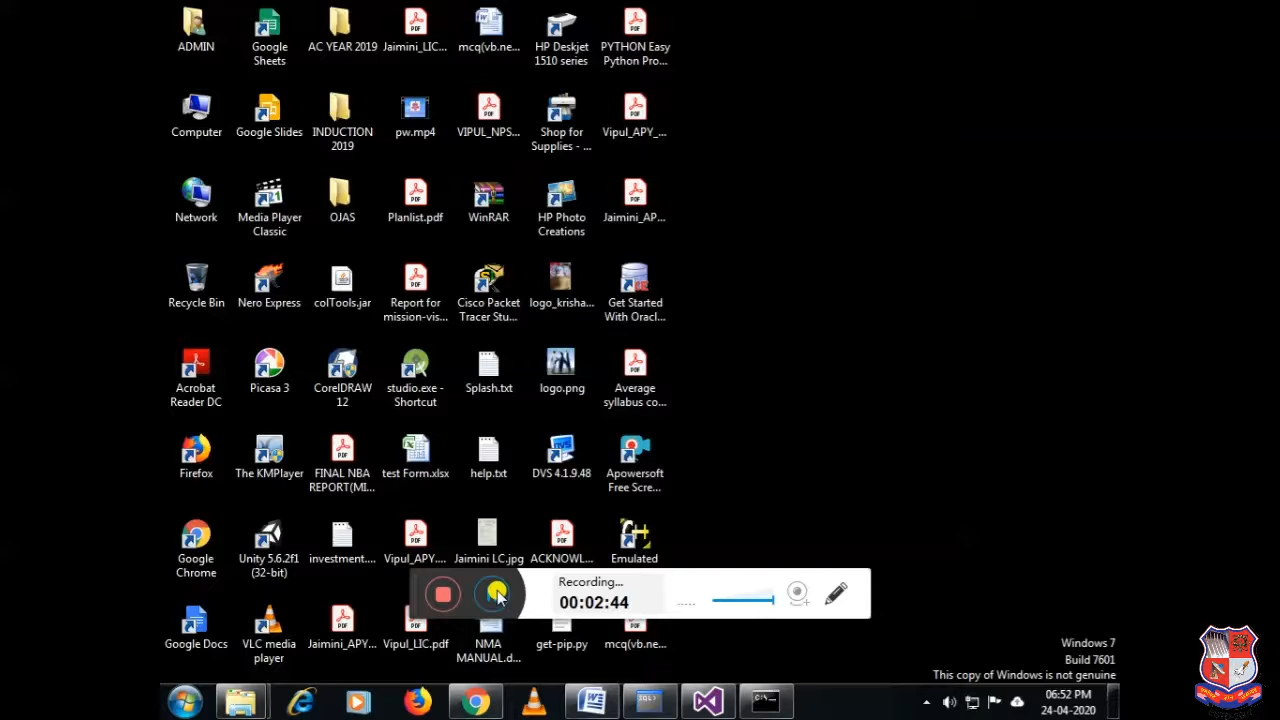 ADMIN
Google
Sheets
AC YEAR 2019
Jaimini_LIC...
mcq(vb.ne...
HP Deskjet
1510 series
PYTHON Easy
Python Pro...
Computer
Google Slides
INDUCTION
2019
pw.mp4
VIPUL_NPS...
Shop for
Supplies - ...
Vipul_APY_...
Network
Media Player
Classic
OJAS
Planlist.pdf
WinRAR
HP Photo
Creations
Jaimini_AP...
Recycle Bin
Nero Express
colTools.jar
Report for
mission-vis...
Cisco Packet
Tracer Stu...
logo_krisha...
Get Started
With Oracl...
Acrobat
Reader DC
Picasa 3
CorelDRAW
12
studio.exe -
Shortcut
Splash.txt
logo.png
Average
syllabus co...
Firefox
The KMPlayer
FINAL NBA
REPORT(MI...
test Form.xlsx
help.txt
DVS 4.1.9.48
Apowersoft
Free Scre...
Google
Chrome
Unity 5.6.2f1
(32-bit)
investment....
Vipul_APY....
Jaimini LC.jpg
ACKNOWL...
Emulated
Recording...
00:02:44
Google Docs
VLC media
player
Jaimini_APY...
Vipul_LIC.pdf
NMA
MANUAL.d...
get-pip.py
mcq(vb.ne...
Windows 7
Build 7601
This copy of Windows is not genuine
06:52 PM
24-04-2020